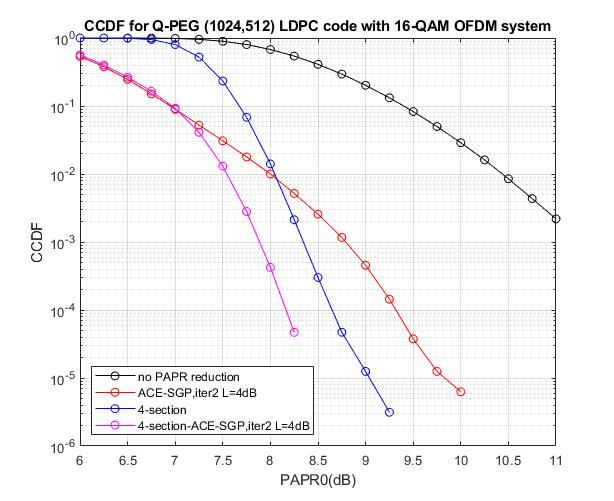 CCDF for Q-PEG (1024,512) LDPC code with 16-QAM OFDM system
10^0
10^-1
10^-2
10^-3
10^-4
10^-5
10^-6
CCDF
no PAPR reduction
ACE-SGP,iter2 L=4dB
4-section
4-section-ACE-SGP,iter2 L=4dB
6 6.5 7 7.5 8 8.5 9 9.5 10 10.5 11
PAPR0(dB)